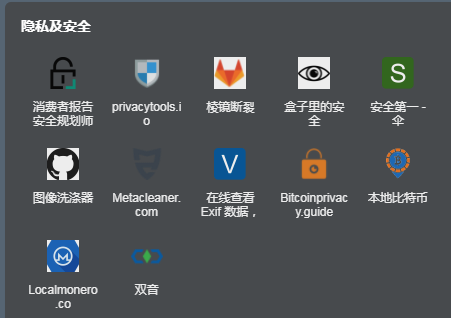 隐私及安全
消费者报告
安全规划师
privacytools.i
o
棱镜断裂
盒子里的安
全
S
安全第一 -
伞
图像洗涤器
Metacleaner.
com
V
在线查看
Exif 数据，
Bitcoinprivac
y.guide
本地比特币
Localmonero
.co
双音